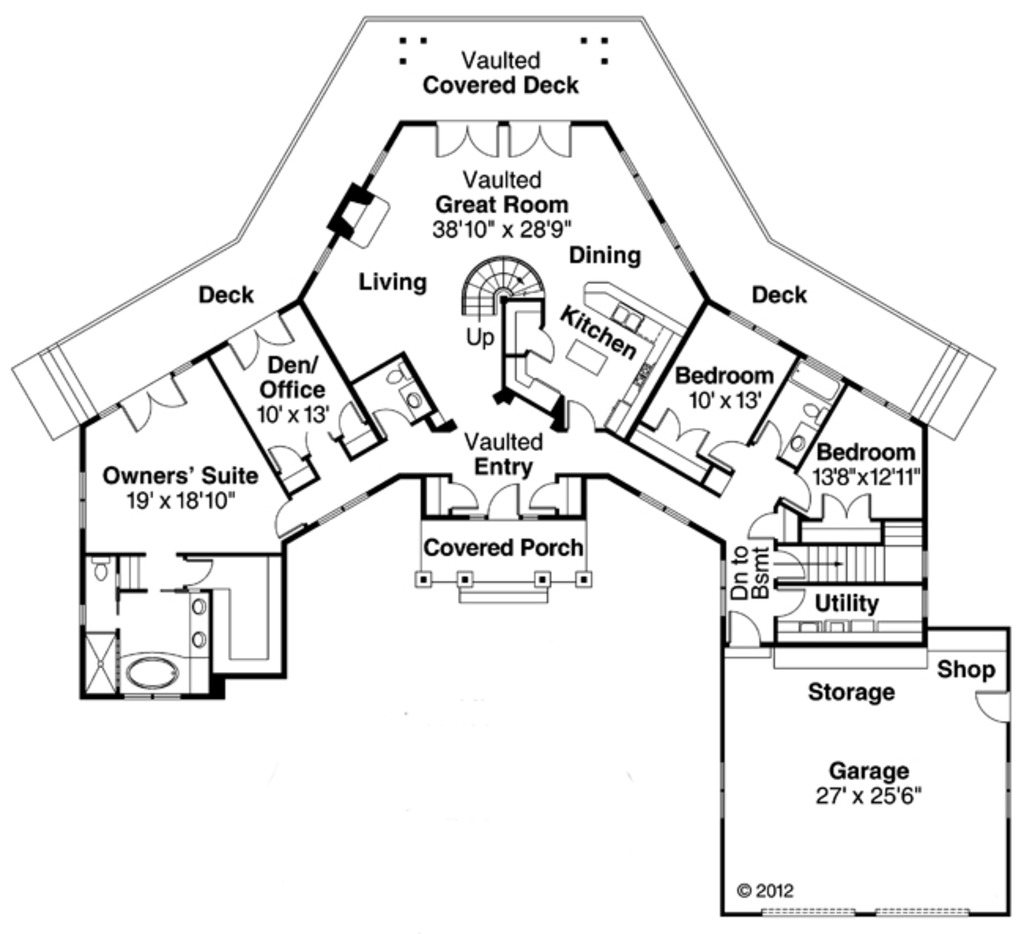 Vaulted
Covered Deck
Vaulted
Great Room
38'10" x 28'9"
Dining
Living
Deck
Deck
Up
Kitchen
Den/
Office
10' x 13'
Bedroom
10' x 13'
Vaulted
Entry
Bedroom
13'8"x12'11"
Owners' Suite
19' x 18'10"
Covered Porch
Dn to
Bsmt
Utility
Shop
Storage
Garage
27' x 25'6"
© 2012